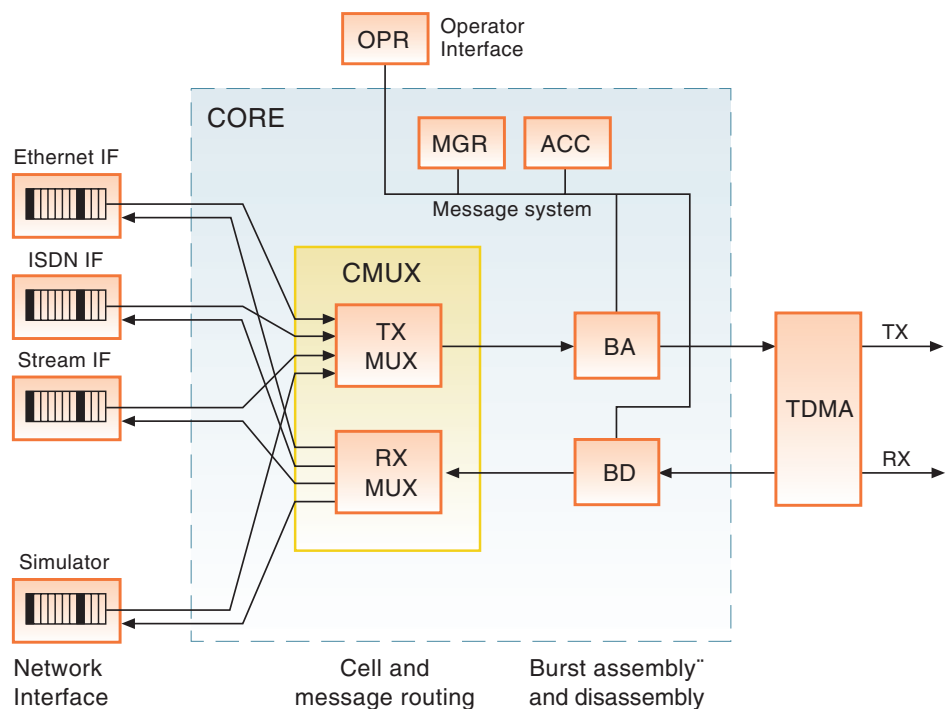 OPR
Operator
Interface
CORE
MGR
ACC
Message system
Ethernet IF
ISDN IF
Stream IF
Simulator
CMUX
TX
MUX
RX
MUX
BA
BD
TDMA
TX
RX
Network
Interface
Cell and
message routing
Burst assembly¨
and disassembly